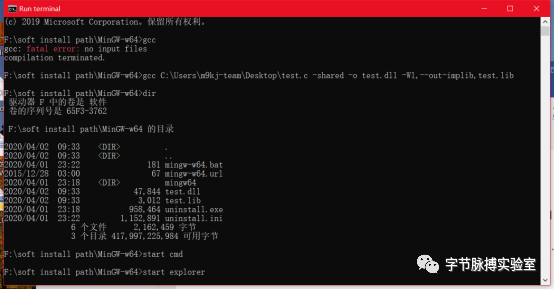 Run terminal
(c) 2019 Microsoft Corporation。保留所有权利。
F:\soft install path\MinGW-w64>gcc
gcc: fatal error: no input files
compilation terminated.
F:\soft install path\MinGW-w64>gcc C:\Users\m9kj-team\Desktop\test.c -shared -o test.dll -Wl,--out-implib,test.lib
F:\soft install path\MinGW-w64>dir
驱动器 F 中的卷是 软件
卷的序列号是 65F3-3762
F:\soft install path\MinGW-w64 的目录
2020/04/02  09:33    <DIR>          .
2020/04/02  09:33    <DIR>          ..
2020/04/01  23:22               181 mingw-w64.bat
2015/12/28  03:00                67 mingw-w64.url
2020/04/01  23:18    <DIR>          mingw64
2020/04/02  09:33            47,844 test.dll
2020/04/02  09:33             3,012 test.lib
2020/04/01  23:18           958,464 uninstall.exe
2020/04/01  23:22         1,152,891 uninstall.ini
6 个文件      2,162,459 字节
3 个目录 417,997,225,984 可用字节
F:\soft install path\MinGW-w64>start cmd
F:\soft install path\MinGW-w64>start explorer
字节脉搏实验室